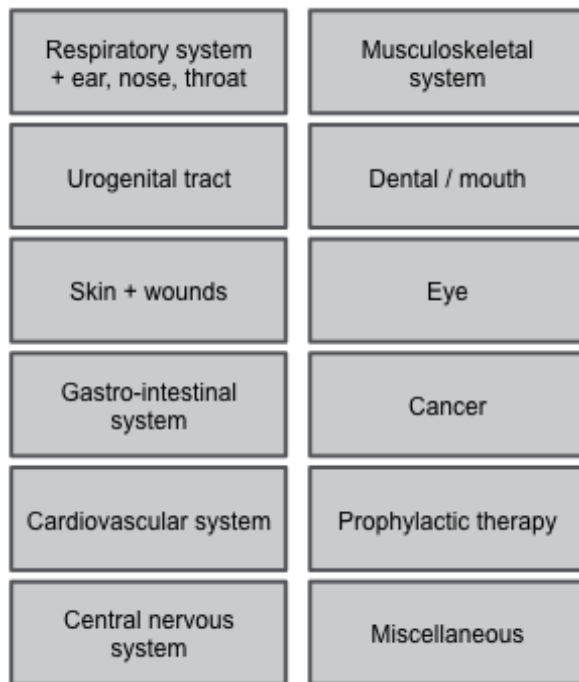 Respiratory system
+ ear, nose, throat
Musculoskeletal
system
Urogenital tract
Dental / mouth
Skin + wounds
Eye
Gastro-intestinal
system
Cancer
Cardiovascular system
Prophylactic therapy
Central nervous
system
Miscellaneous